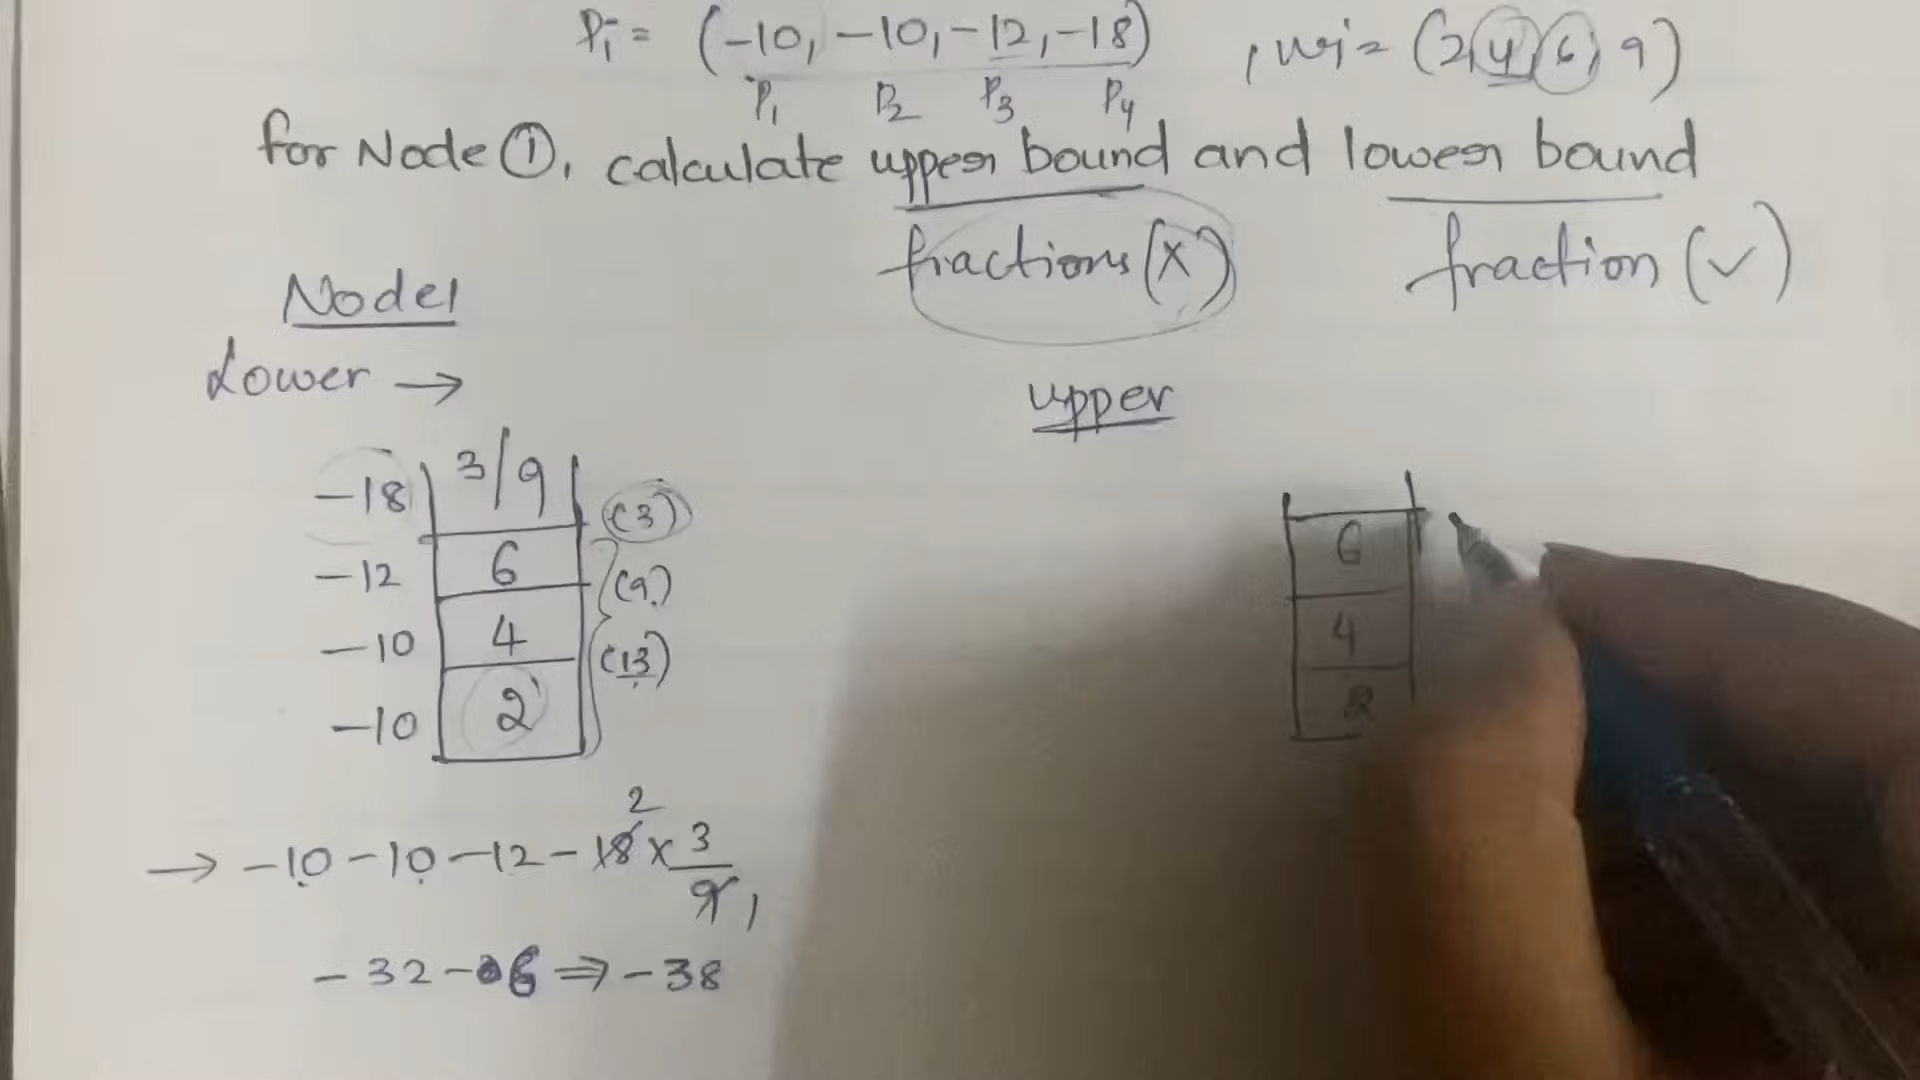 Pi = (-10, -10, -12, -18) , wi = (2, 4, 6, 9)
P1 P2 P3 P4
for Node ①, calculate upper bound and lower bound
fractions (x) fraction (✓)
Node1
Lower →
upper
-18 3/9 (3)
-12 6 (9)
-10 4 (13)
-10 2
6
4
2
→ -10 -10 -12 - 18 x 3/9
2
1
-32 - 6 ⇒ -38